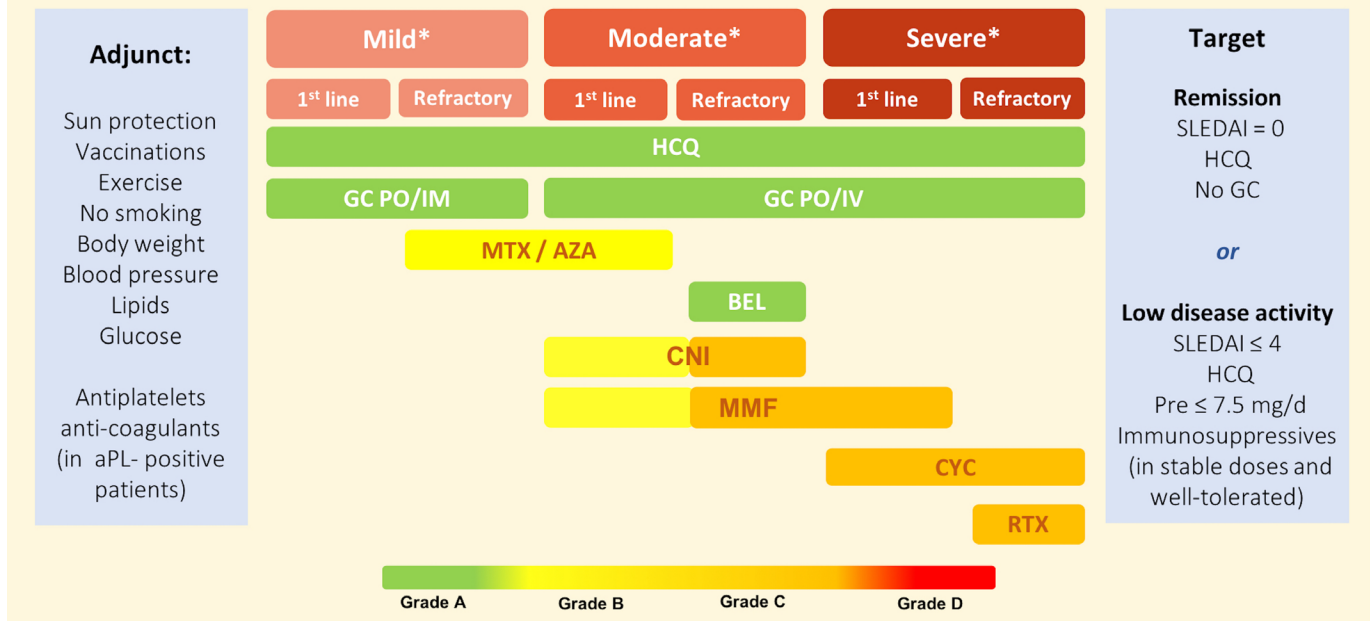 Adjunct:
Sun protection
Vaccinations
Exercise
No smoking
Body weight
Blood pressure
Lipids
Glucose
Antiplatelets
anti-coagulants
(in aPL- positive
patients)
Mild* Moderate* Severe*
1st line Refractory 1st line Refractory 1st line Refractory
HCQ
GC PO/IM GC PO/IV
MTX / AZA
BEL
CNI
MMF
CYC
RTX
Grade A Grade B Grade C Grade D
Target
Remission
SLEDAI = 0
HCQ
No GC
or
Low disease activity
SLEDAI ≤ 4
HCQ
Pre ≤ 7.5 mg/d
Immunosuppressives
(in stable doses and
well-tolerated)